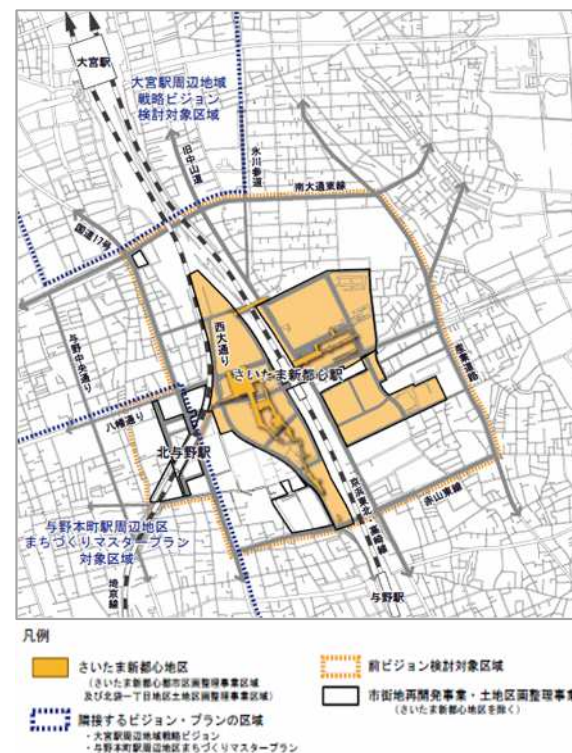 大宮駅
大宮駅周辺地域
戦略ビジョン
検討対象区域
旧中山道
氷川参道
南大通東線
国道17号
西大通り
与野中央通り
さいたま新都心駅
産業道路
八幡通り
北与野駅
京浜東北・高崎線
赤山東線
与野本町駅周辺地区
まちづくりマスタープラン
対象区域
埼京線
与野駅
凡例
さいたま新都心地区
(さいたま新都心都市区画整理事業区域
及び北袋一丁目地区土地区画整理事業区域)
隣接するビジョン・プランの区域
・大宮駅周辺地域戦略ビジョン
・与野本町駅周辺地区まちづくりマスタープラン
前ビジョン検討対象区域
市街地再開発事業・土地区画整理事業
(さいたま新都心地区を除く)